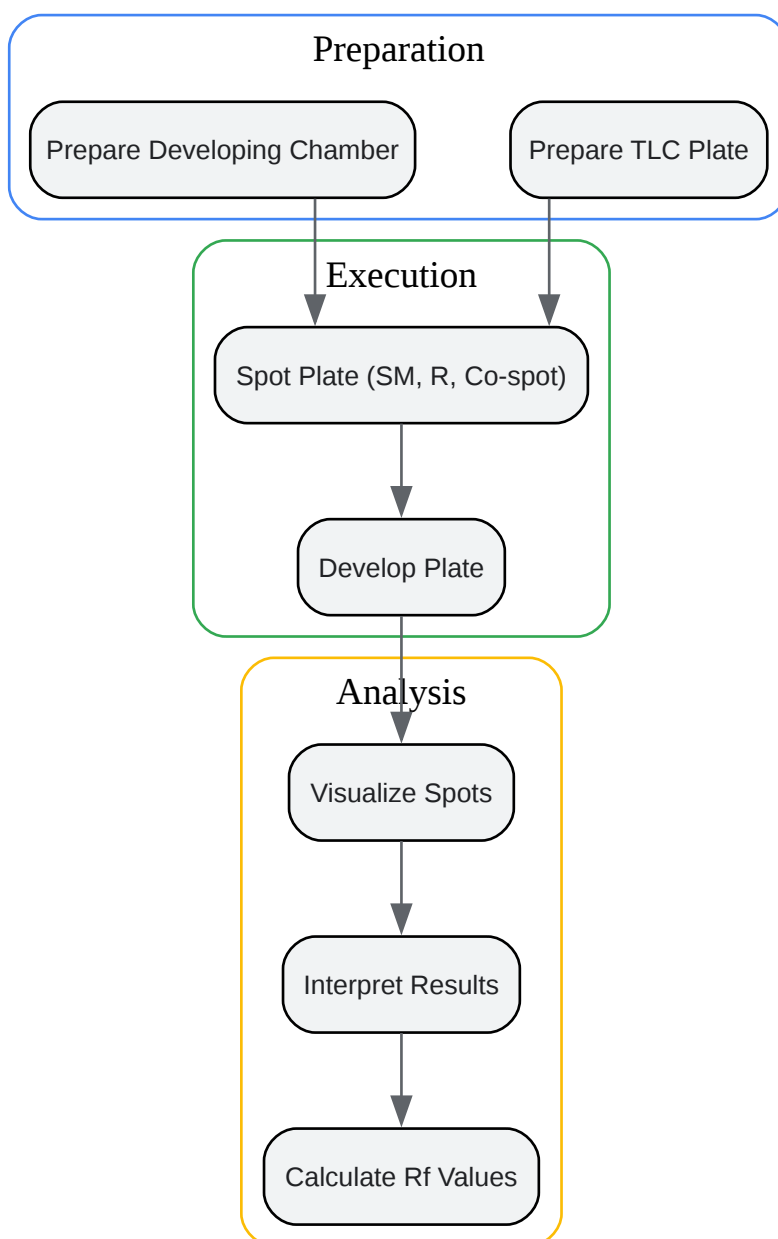 Preparation
Prepare Developing Chamber
Prepare TLC Plate
Execution
Spot Plate (SM, R, Co-spot)
Develop Plate
Analysis
Visualize Spots
Interpret Results
Calculate Rf Values